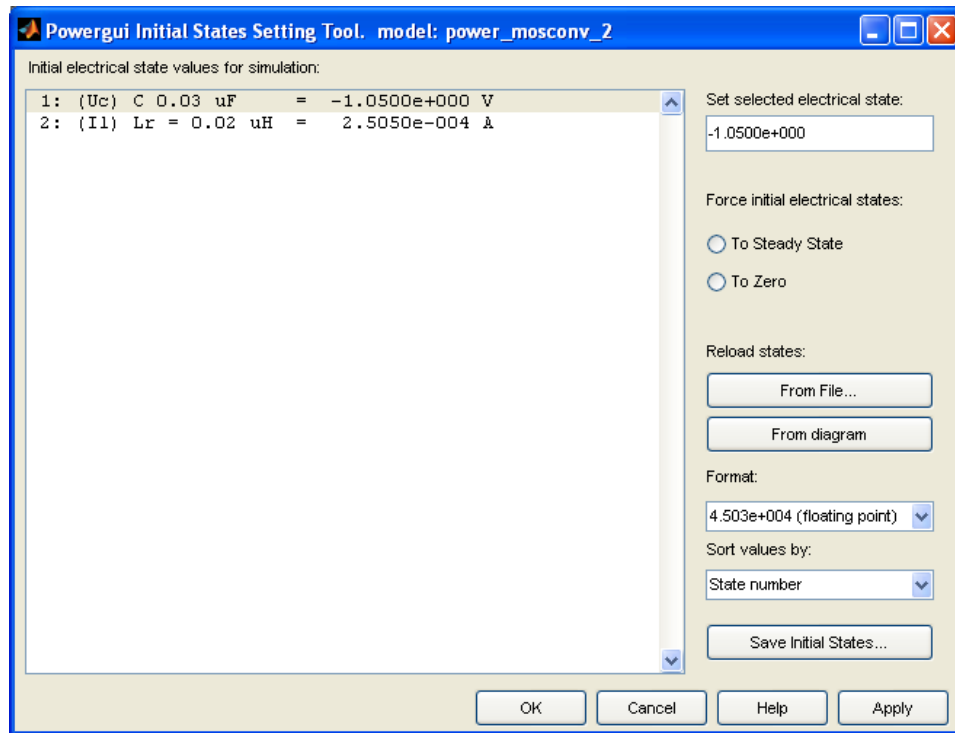 Powergui Initial States Setting Tool. model: power_mosconv_2
Initial electrical state values for simulation:
1: (Uc) C 0.03 uF = -1.0500e+000 V
2: (Il) Lr = 0.02 uH = 2.5050e-004 A
Set selected electrical state:
-1.0500e+000
Force initial electrical states:
To Steady State
To Zero
Reload states:
From File...
From diagram
Format:
4.503e+004 (floating point)
Sort values by:
State number
Save Initial States...
OK Cancel Help Apply